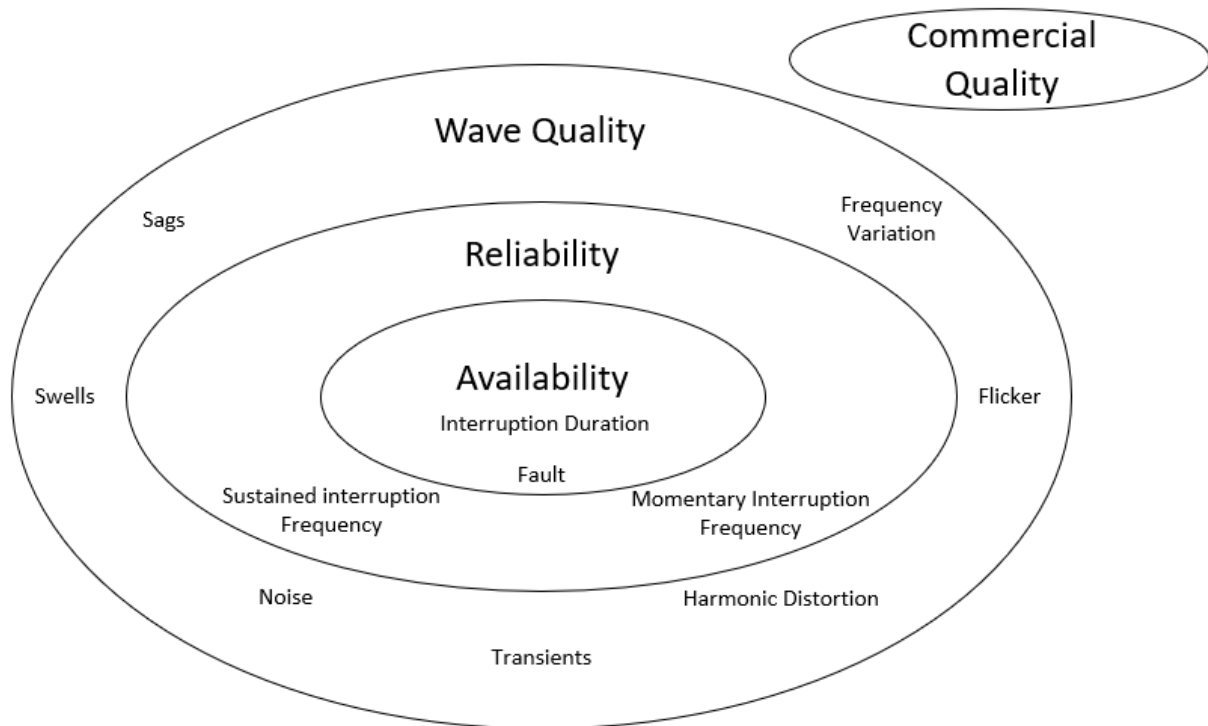 Commercial
Quality
Wave Quality
Sags
Frequency
Variation
Reliability
Availability
Interruption Duration
Swells
Flicker
Fault
Sustained interruption
Frequency
Momentary Interruption
Frequency
Noise
Harmonic Distortion
Transients